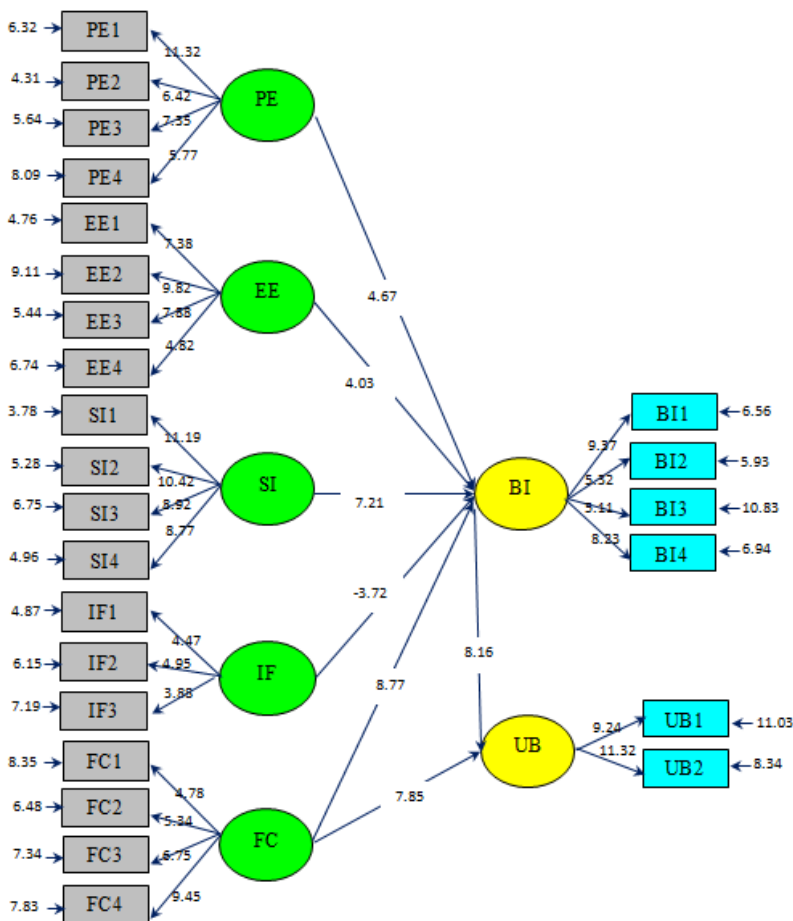 6.32 PE1
11.32
4.31 PE2
6.42
PE
5.64 PE3
7.35
8.09 PE4
5.77
4.76 EE1
7.38
9.11 EE2
9.82
EE
5.44 EE3
7.88
6.74 EE4
4.82
3.78 SI1
11.19
5.28 SI2
10.42
SI
6.75 SI3
8.92
4.96 SI4
8.77
4.87 IF1
4.47
6.15 IF2
4.95
IF
7.19 IF3
3.88
8.35 FC1
4.78
6.48 FC2
5.34
FC
7.34 FC3
6.75
7.83 FC4
9.45
4.67
4.03
7.21
-3.72
8.77
7.85
8.16
BI
9.37
BI1 6.56
5.32
BI2 5.93
BI3 10.83
8.23
BI4 6.94
UB
9.24
UB1 11.03
11.32
UB2 8.34